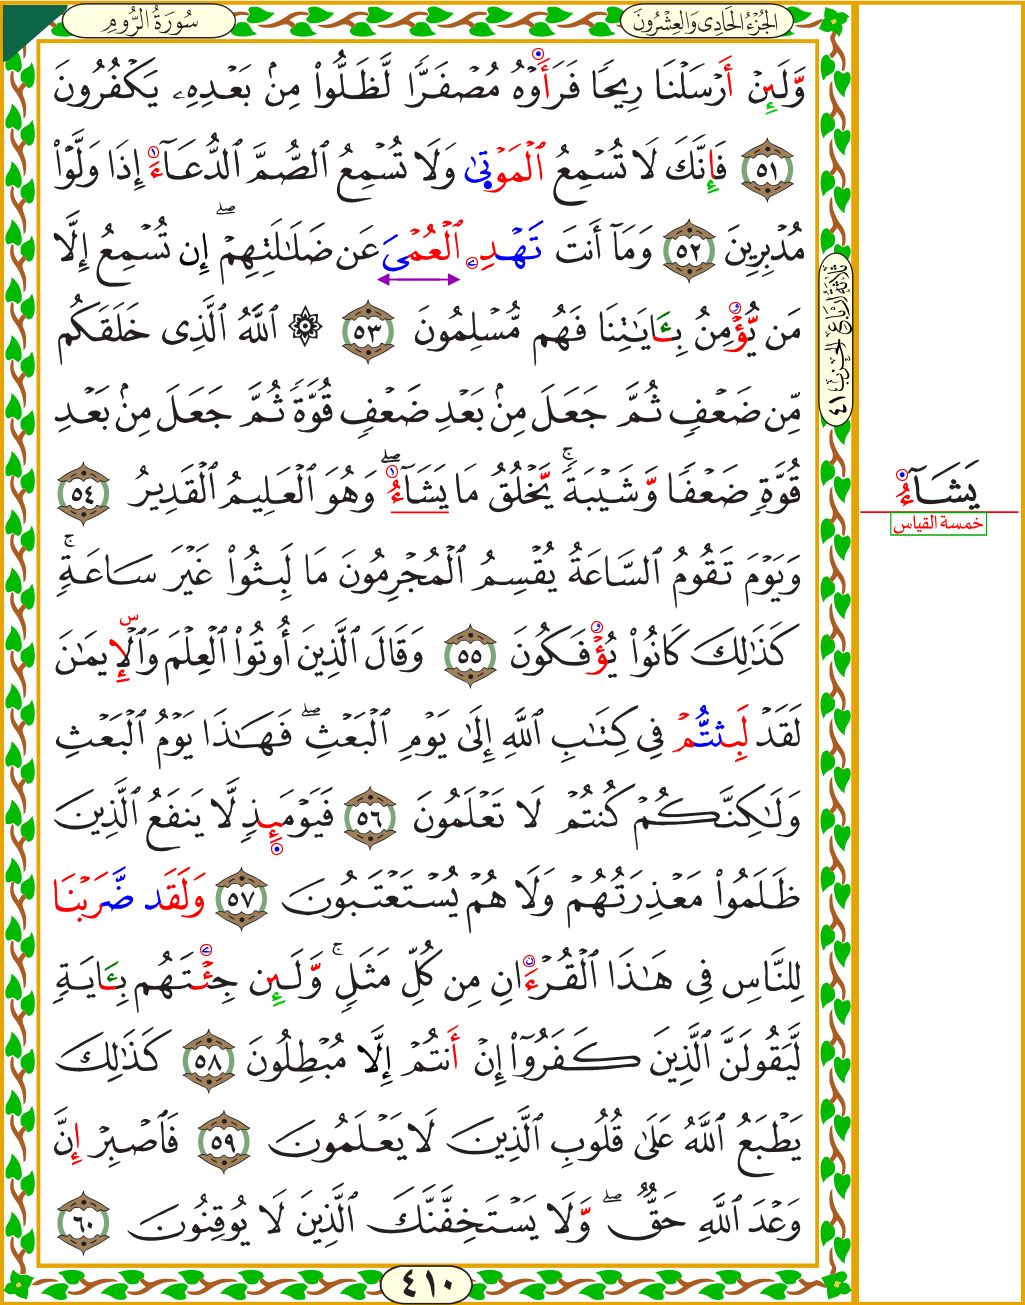 سُورَةُ الرُّومِ
الجُزْءُ الحَادِى وَالعِشْرُونَ
وَلَئِنْ أَرْسَلْنَا رِيحًا فَرَأَوْهُ مُصْفَرًّا لَّظَلُّوا۟ مِنۢ بَعْدِهِۦ يَكْفُرُونَ
٥١ فَإِنَّكَ لَا تُسْمِعُ ٱلْمَوْتَىٰ وَلَا تُسْمِعُ ٱلصُّمَّ ٱلدُّعَآءَ إِذَا وَلَّوْا۟
مُدْبِرِينَ ٥٢ وَمَآ أَنتَ تَهْدِى ٱلْعُمْىَ عَن ضَلَـٰلَتِهِمْ ۖ إِن تُسْمِعُ إِلَّا
مَن يُؤْمِنُ بِـَٔايَـٰتِنَا فَهُم مُّسْلِمُونَ ٥٣ ۞ ٱللَّهُ ٱلَّذِى خَلَقَكُم
مِّن ضَعْفٍ ثُمَّ جَعَلَ مِنۢ بَعْدِ ضَعْفٍ قُوَّةً ثُمَّ جَعَلَ مِنۢ بَعْدِ
قُوَّةٍ ضَعْفًا وَشَيْبَةً ۚ يَخْلُقُ مَا يَشَآءُ ۖ وَهُوَ ٱلْعَلِيمُ ٱلْقَدِيرُ ٥٤
وَيَوْمَ تَقُومُ ٱلسَّاعَةُ يُقْسِمُ ٱلْمُجْرِمُونَ مَا لَبِثُوا۟ غَيْرَ سَاعَةٍ ۚ
كَذَٰلِكَ كَانُوا۟ يُؤْفَكُونَ ٥٥ وَقَالَ ٱلَّذِينَ أُوتُوا۟ ٱلْعِلْمَ وَٱلْإِيمَـٰنَ
لَقَدْ لَبِثْتُمْ فِى كِتَـٰبِ ٱللَّهِ إِلَىٰ يَوْمِ ٱلْبَعْثِ ۖ فَهَـٰذَا يَوْمُ ٱلْبَعْثِ
وَلَـٰكِنَّكُمْ كُنتُمْ لَا تَعْلَمُونَ ٥٦ فَيَوْمَئِذٍ لَّا يَنفَعُ ٱلَّذِينَ
ظَلَمُوا۟ مَعْذِرَتُهُمْ وَلَا هُمْ يُسْتَعْتَبُونَ ٥٧ وَلَقَد ضَّرَبْنَا
لِلنَّاسِ فِى هَـٰذَا ٱلْقُرْءَانِ مِن كُلِّ مَثَلٍ ۚ وَلَئِن جِئْتَهُم بِـَٔايَةٍ
لَّيَقُولَنَّ ٱلَّذِينَ كَفَرُوٓا۟ إِنْ أَنتُمْ إِلَّا مُبْطِلُونَ ٥٨ كَذَٰلِكَ
يَطْبَعُ ٱللَّهُ عَلَىٰ قُلُوبِ ٱلَّذِينَ لَا يَعْلَمُونَ ٥٩ فَٱصْبِرْ إِنَّ
وَعْدَ ٱللَّهِ حَقٌّ ۖ وَلَا يَسْتَخِفَّنَّكَ ٱلَّذِينَ لَا يُوقِنُونَ ٦٠
ثلاثة أرباع الحزب ٤١
يَشَآءُ
خمسة القياس
٤١٠